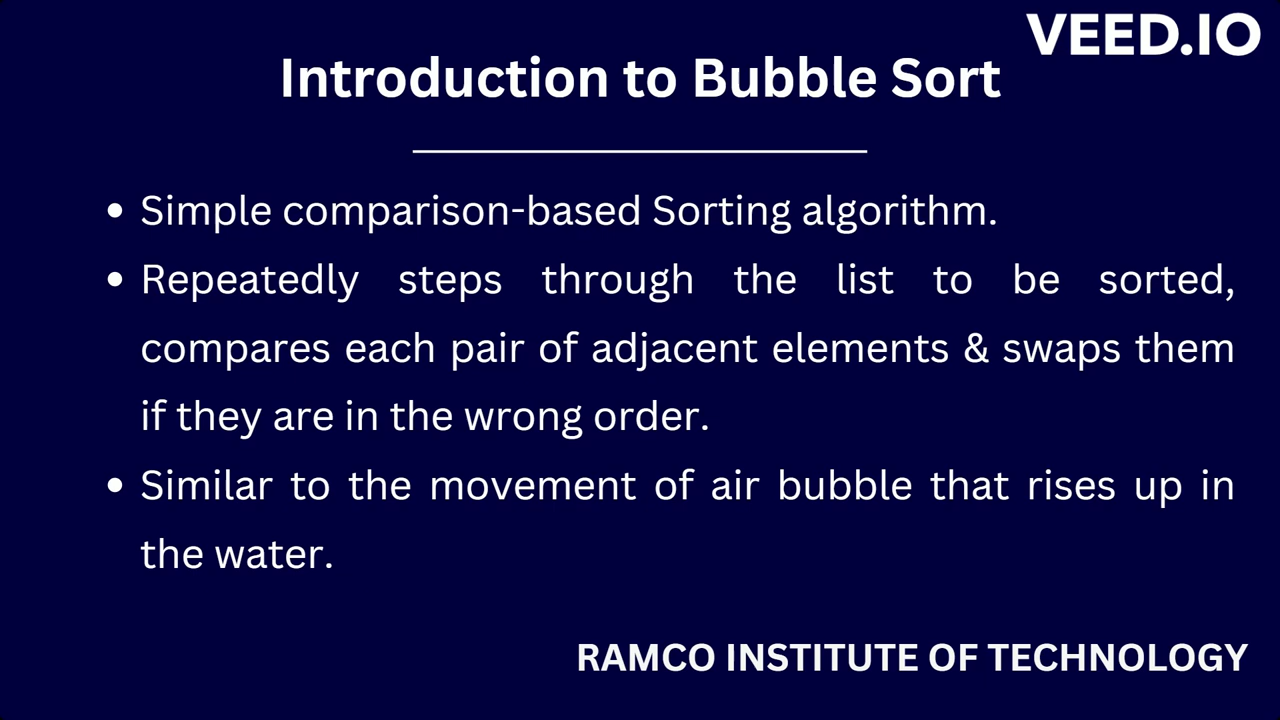 VEED.IO
Introduction to Bubble Sort
• Simple comparison-based Sorting algorithm.
• Repeatedly steps through the list to be sorted,
compares each pair of adjacent elements & swaps them
if they are in the wrong order.
• Similar to the movement of air bubble that rises up in
the water.
RAMCO INSTITUTE OF TECHNOLOGY